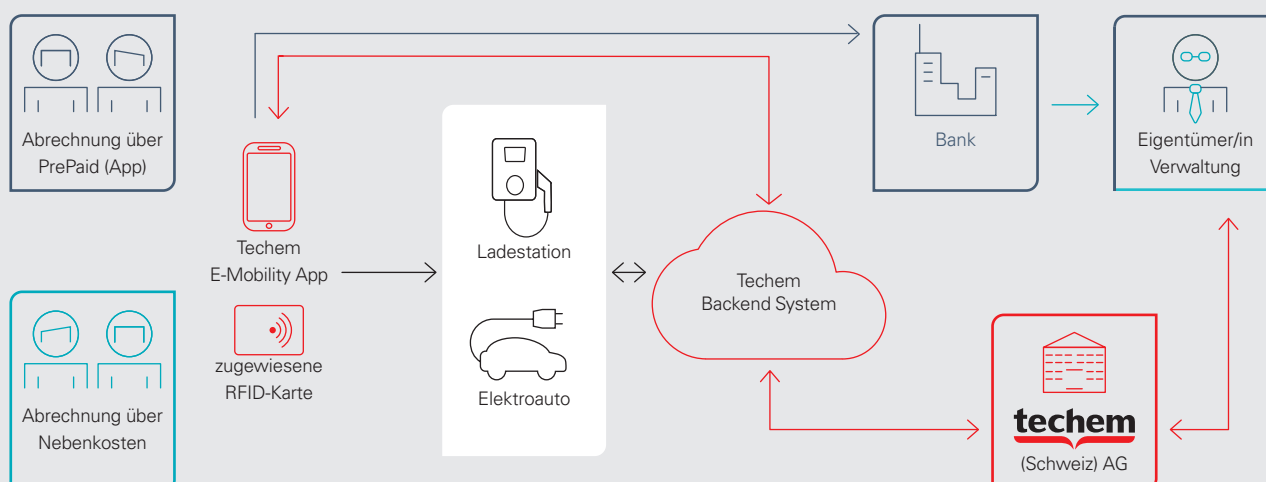 Abrechnung über
PrePaid (App)
Abrechnung über
Nebenkosten
Techem
E-Mobility App
zugewiesene
RFID-Karte
Ladestation
Elektroauto
Techem
Backend System
Bank
Eigentümer/in
Verwaltung
techem
(Schweiz) AG